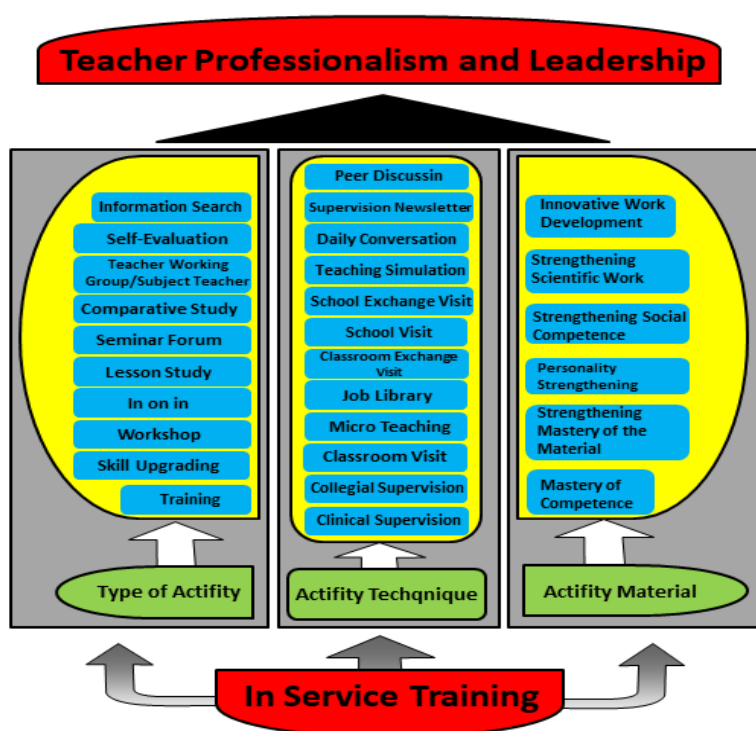 Teacher Professionalism and Leadership
Information Search
Self-Evaluation
Teacher Working
Group/Subject Teacher
Comparative Study
Seminar Forum
Lesson Study
In on in
Workshop
Skill Upgrading
Training
Type of Actifity
Peer Discussin
Supervision Newsletter
Daily Conversation
Teaching Simulation
School Exchange Visit
School Visit
Classroom Exchange
Visit
Job Library
Micro Teaching
Classroom Visit
Collegial Supervision
Clinical Supervision
Actifity Techqnique
Innovative Work
Development
Strengthening
Scientific Work
Strengthening Social
Competence
Personality
Strengthening
Strengthening
Mastery of the
Material
Mastery of
Competence
Actifity Material
In Service Training